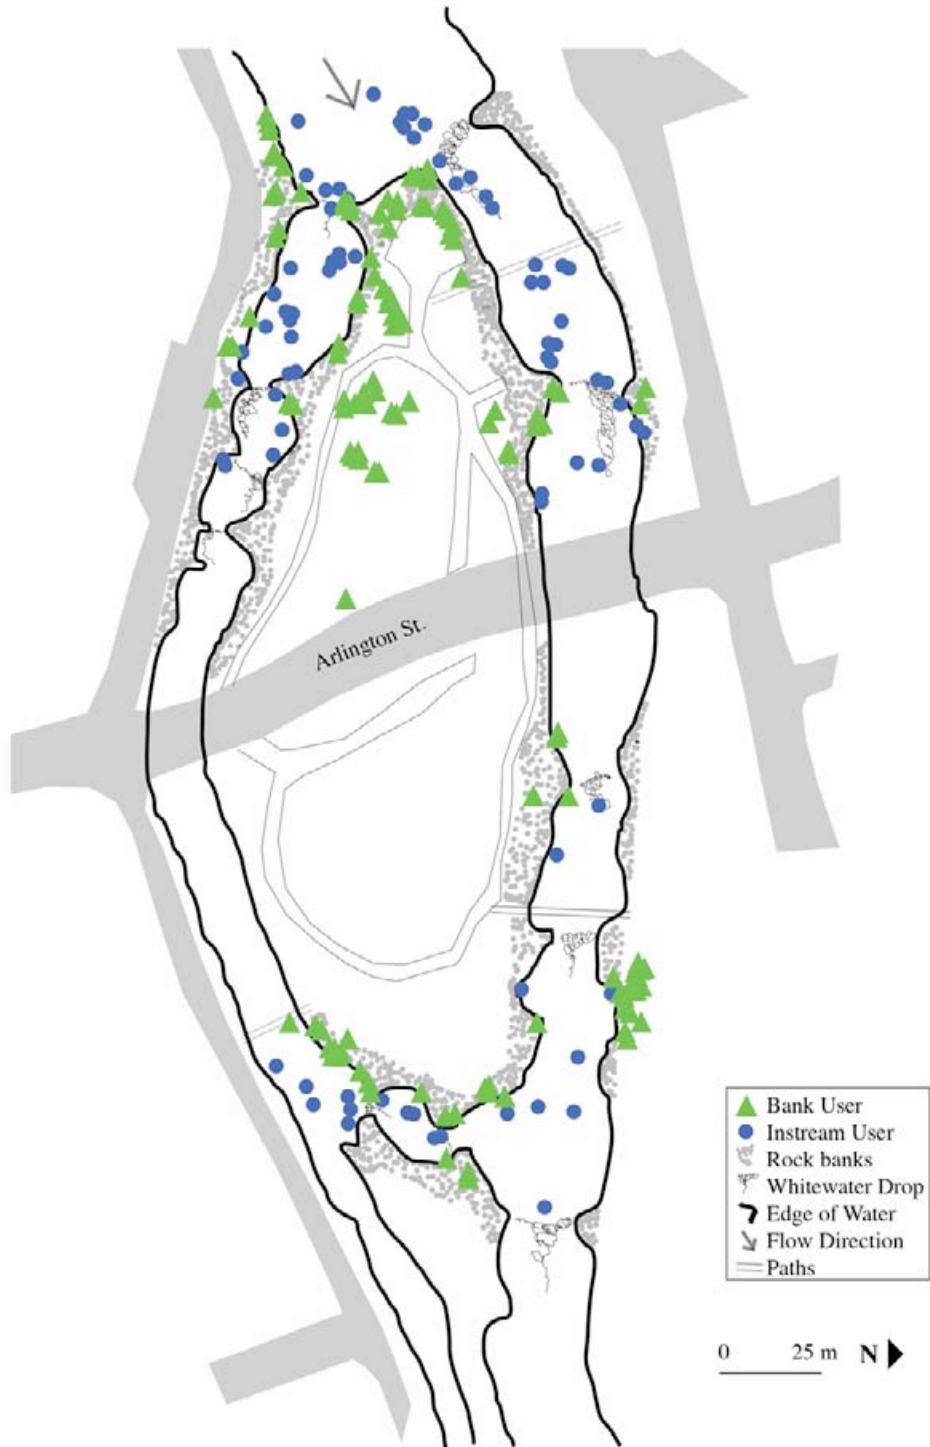 Arlington St.
Bank User
Instream User
Rock banks
Whitewater Drop
Edge of Water
Flow Direction
Paths
0 25 m N